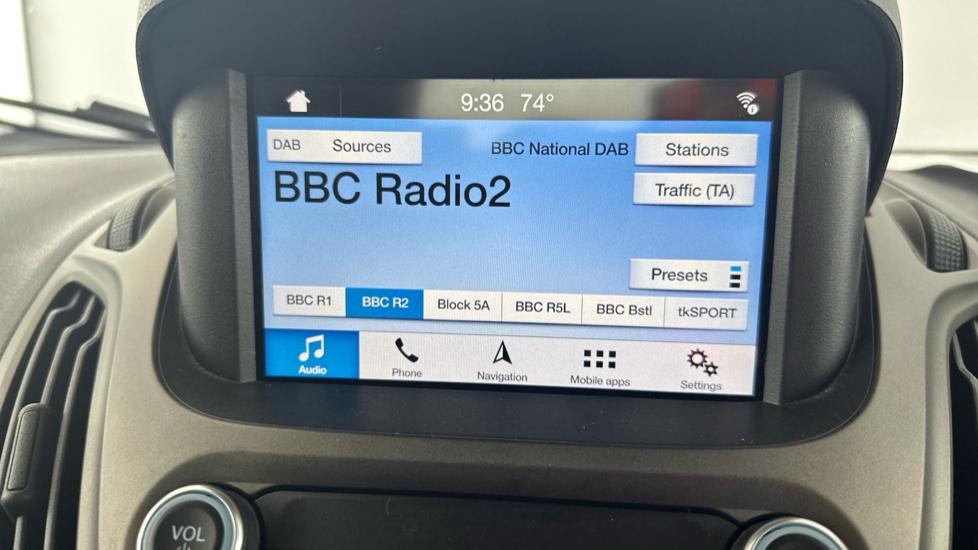 9:36 74°
DAB Sources BBC National DAB Stations
BBC Radio2
Traffic (TA)
Presets
BBC R1 BBC R2 Block 5A BBC R5L BBC Bstl tkSPORT
Audio Phone Navigation Mobile apps Settings
VOL